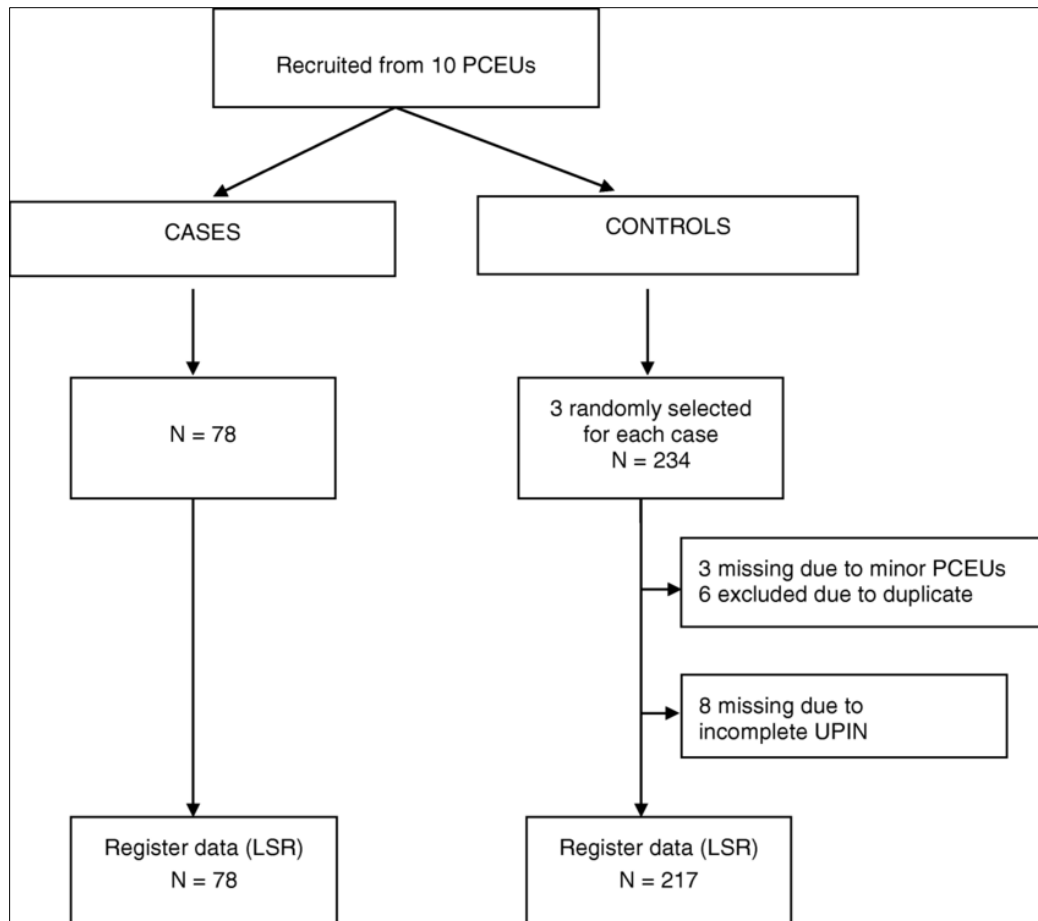 Recruited from 10 PCEUs
CASES
CONTROLS
N = 78
3 randomly selected
for each case
N = 234
3 missing due to minor PCEUs
6 excluded due to duplicate
8 missing due to
incomplete UPIN
Register data (LSR)
N = 78
Register data (LSR)
N = 217